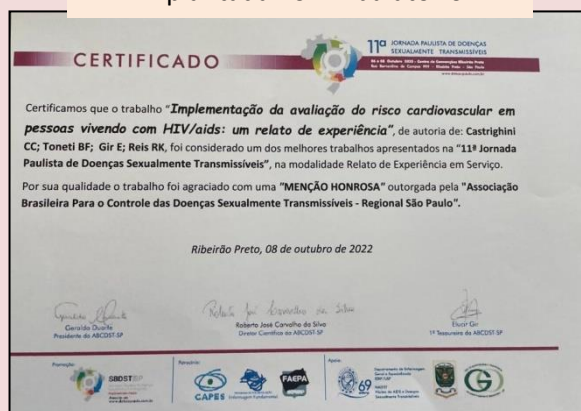 CERTIFICADO
11ª JORNADA PAULISTA DE DOENÇAS
SEXUALMENTE TRANSMISSÍVEIS
Certificamos que o trabalho "Implementação da avaliação do risco cardiovascular em
pessoas vivendo com HIV/aids: um relato de experiência", de autoria de: Castrighini
CC; Toneti BF; Gir E; Reis RK, foi considerado um dos melhores trabalhos apresentados na "11ª Jornada
Paulista de Doenças Sexualmente Transmissíveis", na modalidade Relato de Experiência em Serviço.
Por sua qualidade o trabalho foi agraciado com uma "MENÇÃO HONROSA" outorgada pela "Associação
Brasileira Para o Controle das Doenças Sexualmente Transmissíveis - Regional São Paulo".
Ribeirão Preto, 08 de outubro de 2022
Geraldo Duarte
Presidente da ABCDST-SP
Roberto José Carvalho da Silva
Diretor Científico da ABCDST-SP
Elucir Gir
1ª Tesoureira da ABCDST-SP
Promoção:
SBDST
Patrocínio:
CAPES
FAEPA
Apoio:
69